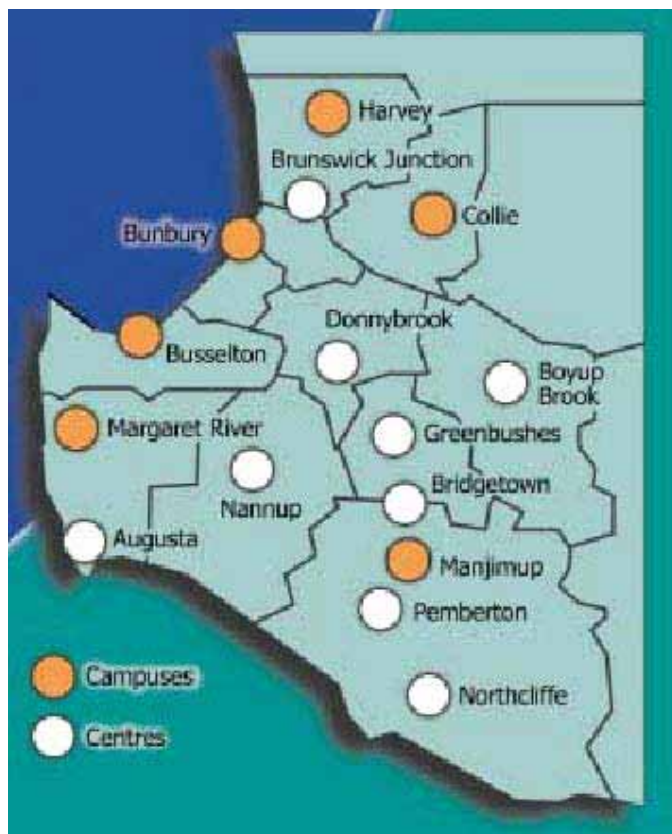 Harvey
Brunswick Junction
Collie
Bunbury
Donnybrook
Busselton
Boyup
Brook
Margaret River
Greenbushes
Bridgetown
Nannup
Augusta
Manjimup
Pemberton
Campuses
Northcliffe
Centres